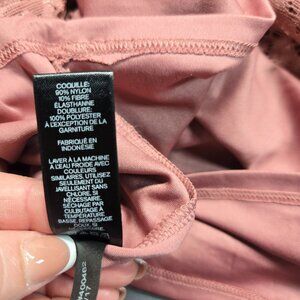 COQUILLE:
90% NYLON
10% FIBRE
ÉLASTHANNE
DOUBLURE:
100% POLYESTER
À L'EXCEPTION DE LA
GARNITURE
FABRIQUÉ EN
INDONÉSIE
LAVER À LA MACHINE
À L'EAU FROIDE AVEC
COULEURS
SIMILAIRES. UTILISEZ
SEULEMENT DU
JAVELLISANT SANS
CHLORE, SI
NÉCESSAIRE.
SÉCHAGE PAR
CULBUTAGE À
TEMPÉRATURE
BASSE. REPASSAGE
DOUX, SI